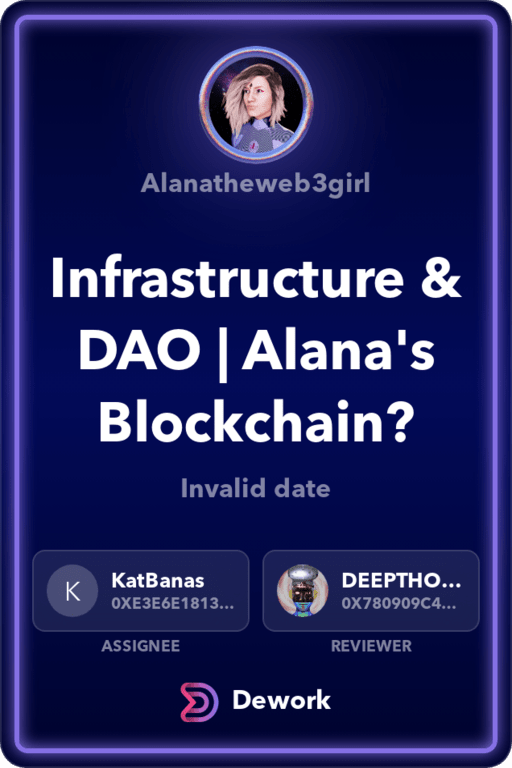 Alanatheweb3girl
Infrastructure &
DAO | Alana's
Blockchain?
Invalid date
K
KatBanas
0XE3E6E1813...
ASSIGNEE
DEEPTHO...
0X780909C4...
REVIEWER
Dework